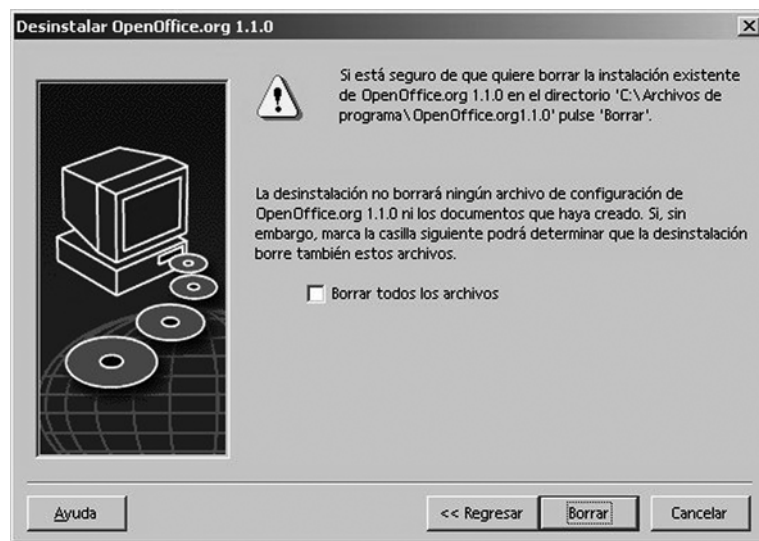 Desinstalar OpenOffice.org 1.1.0
Si está seguro de que quiere borrar la instalación existente
de OpenOffice.org 1.1.0 en el directorio 'C:\Archivos de
programa\OpenOffice.org1.1.0' pulse 'Borrar'.
La desinstalación no borrará ningún archivo de configuración de
OpenOffice.org 1.1.0 ni los documentos que haya creado. Si, sin
embargo, marca la casilla siguiente podrá determinar que la desinstalación
borre también estos archivos.
Borrar todos los archivos
Ayuda
<< Regresar
Borrar
Cancelar